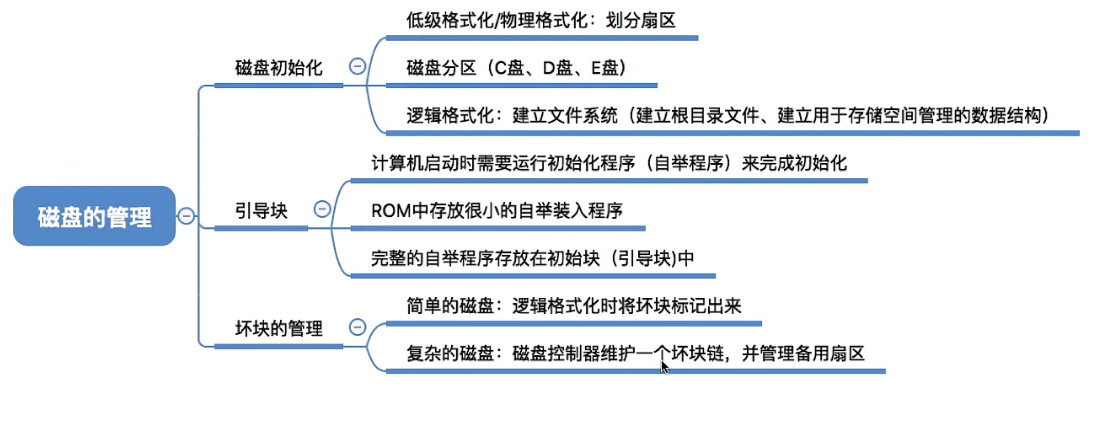 低级格式化/物理格式化：划分扇区
磁盘初始化
磁盘分区（C盘、D盘、E盘）
逻辑格式化：建立文件系统（建立根目录文件、建立用于存储空间管理的数据结构）
计算机启动时需要运行初始化程序（自举程序）来完成初始化
磁盘的管理
引导块
ROM中存放很小的自举装入程序
完整的自举程序存放在初始块（引导块)中
简单的磁盘：逻辑格式化时将坏块标记出来
坏块的管理
复杂的磁盘：磁盘控制器维护一个坏块链，并管理备用扇区